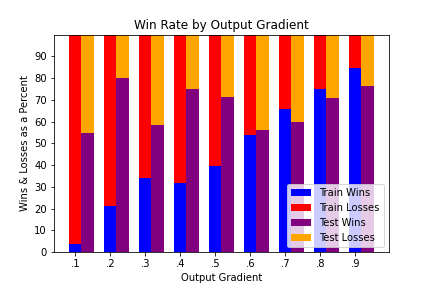 Win Rate by Output Gradient
Wins & Losses as a Percent
90
80
70
60
50
40
30
20
10
0
.1 .2 .3 .4 .5 .6 .7 .8 .9
Output Gradient
Train Wins
Train Losses
Test Wins
Test Losses